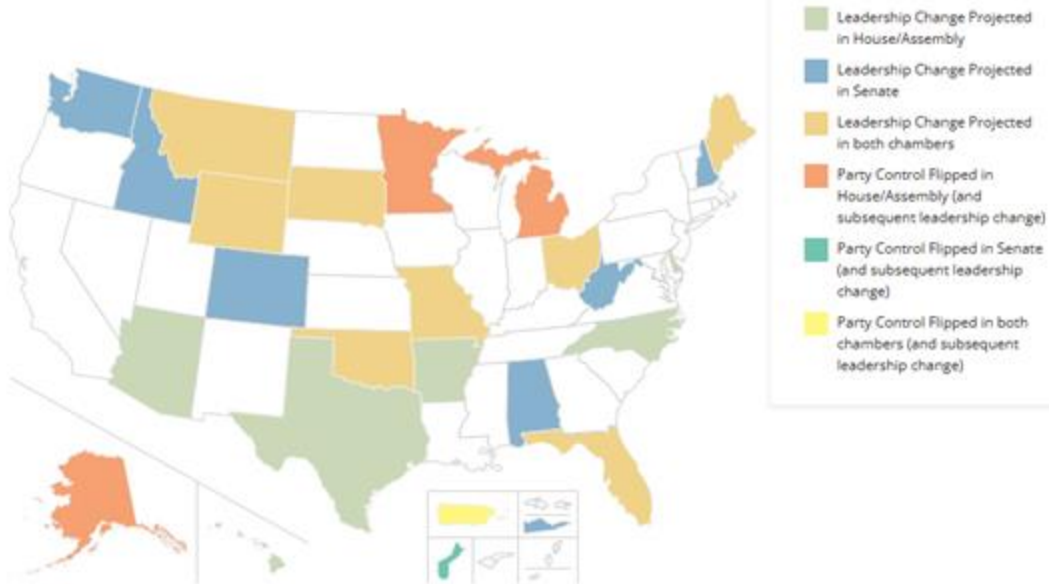 Leadership Change Projected
in House/Assembly
Leadership Change Projected
in Senate
Leadership Change Projected
in both chambers
Party Control Flipped in
House/Assembly (and
subsequent leadership change)
Party Control Flipped in Senate
(and subsequent leadership
change)
Party Control Flipped in both
chambers (and subsequent
leadership change)